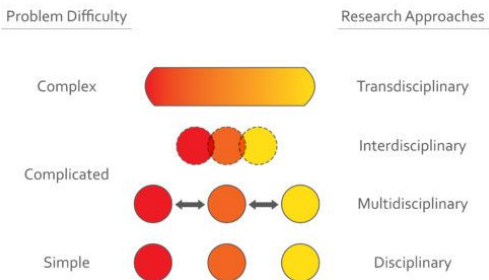 Problem Difficulty
Research Approaches
Complex
Transdisciplinary
Interdisciplinary
Complicated
Multidisciplinary
Simple
Disciplinary